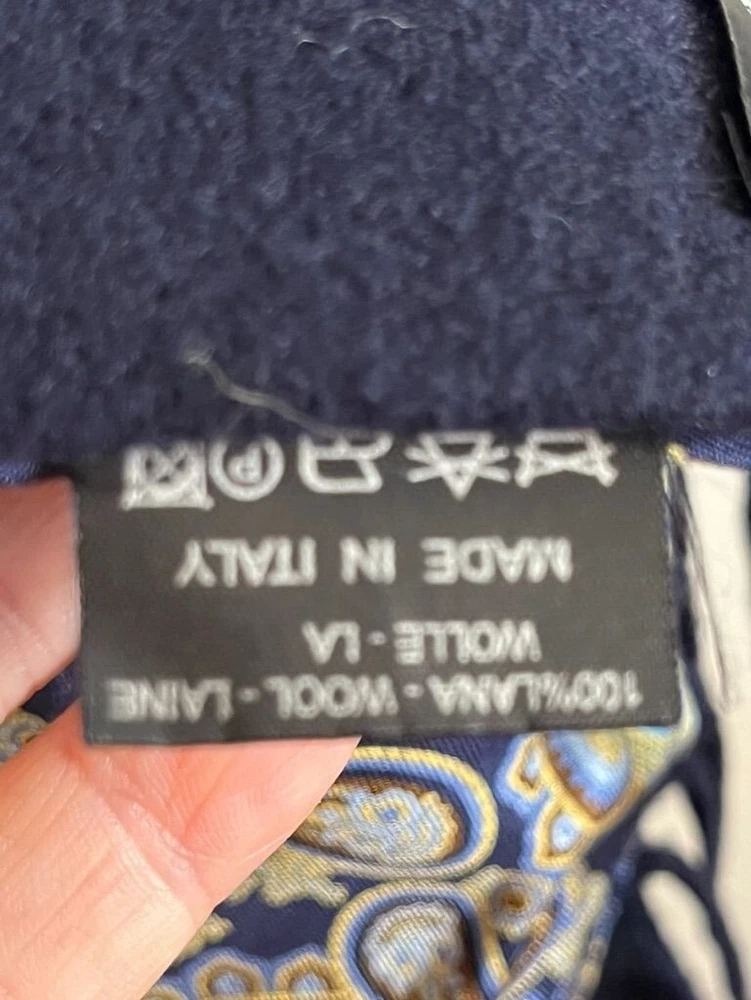 100%LANA - WOOL - LAINE
WOLLE - LA
MADE IN ITALY
P